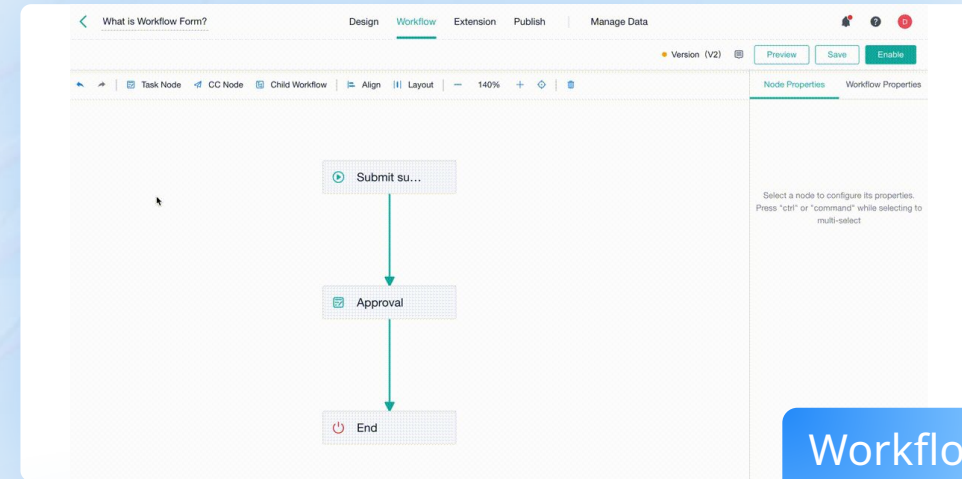 What is Workflow Form? Design Workflow Extension Publish Manage Data D
Version (V2) Preview Save Enable
Task Node CC Node Child Workflow Align Layout 140% Node Properties Workflow Properties
Select a node to configure its properties.
Press "ctrl" or "command" while selecting to
multi-select
Submit su...
Approval
End
Workflo